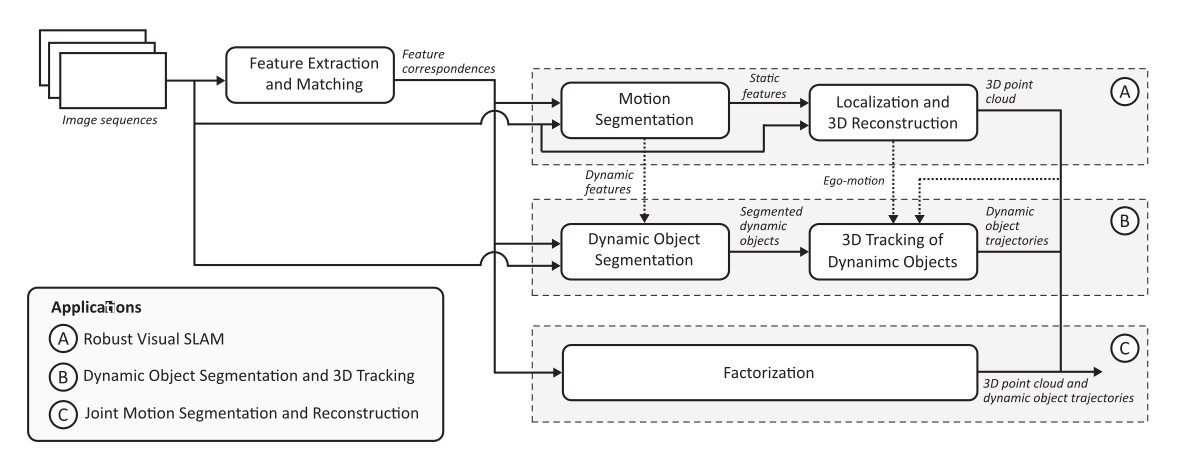 Image sequences
Feature Extraction
and Matching
Feature
correspondences
Motion
Segmentation
Static
features
Localization and
3D Reconstruction
3D point
cloud
A
Dynamic
features
Ego-motion
Dynamic Object
Segmentation
Segmented
dynamic
objects
3D Tracking of
Dynanimc Objects
Dynamic
object
trajectories
B
Factorization
C
3D point cloud and
dynamic object trajectories
Applications
A Robust Visual SLAM
B Dynamic Object Segmentation and 3D Tracking
C Joint Motion Segmentation and Reconstruction